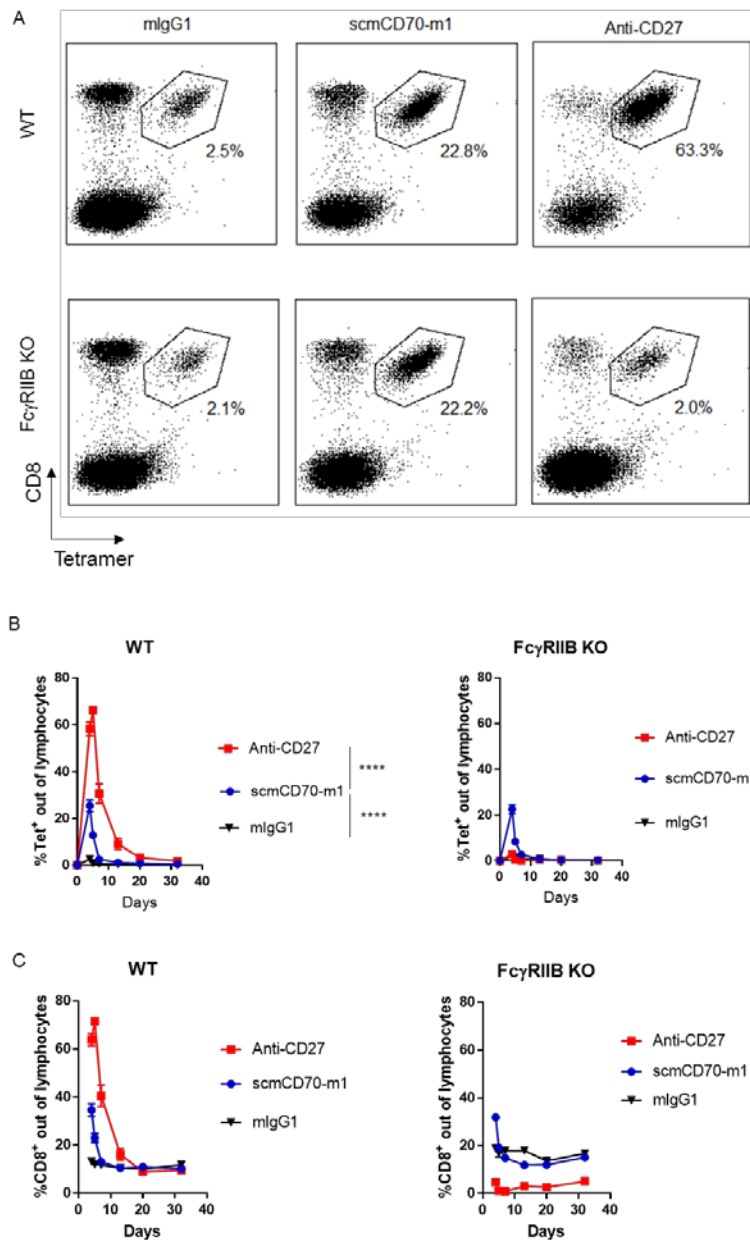 A
mIgG1 scmCD70-m1 Anti-CD27
WT
2.5% 22.8% 63.3%
FcγRIIB KO
2.1% 22.2% 2.0%
CD8
Tetramer
B
WT FcγRIIB KO
%Tet+ out of lymphocytes
80
60
40
20
0
0 10 20 30 40
Days
Anti-CD27
scmCD70-m1
mIgG1
****
****
%Tet+ out of lymphocytes
80
60
40
20
0
0 10 20 30 40
Days
Anti-CD27
scmCD70-m
mIgG1
C
WT FcγRIIB KO
%CD8+ out of lymphocytes
80
60
40
20
0
0 10 20 30 40
Days
Anti-CD27
scmCD70-m1
mIgG1
%CD8+ out of lymphocytes
80
60
40
20
0
0 10 20 30 40
Days
Anti-CD27
scmCD70-m1
mIgG1